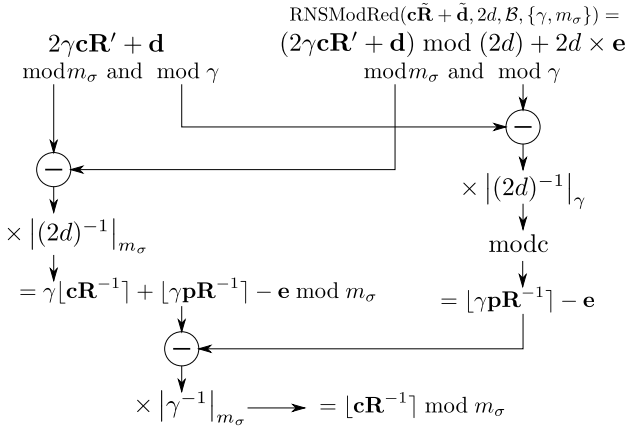 RNSModRed(c̃R̃ + d̃, 2d, ℬ, {γ, m_σ}) =
2γcR′ + d
(2γcR′ + d) mod (2d) + 2d × e
mod m_σ and mod γ
mod m_σ and mod γ
−
−
× |(2d)⁻¹|_γ
× |(2d)⁻¹|_{m_σ}
modc
= γ⌊cR⁻¹⌉ + ⌊γpR⁻¹⌉ − e mod m_σ
= ⌊γpR⁻¹⌉ − e
−
× |γ⁻¹|_{m_σ}
= ⌊cR⁻¹⌉ mod m_σ